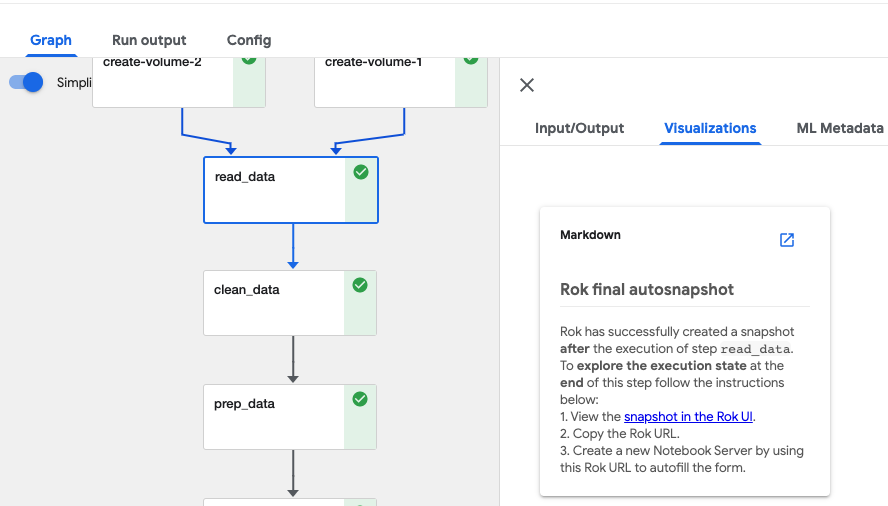 Graph Run output Config
Simpli
create-volume-2 create-volume-1
read_data
clean_data
prep_data
Input/Output Visualizations ML Metadata
Markdown
Rok final autosnapshot
Rok has successfully created a snapshot
after the execution of step read_data.
To explore the execution state at the
end of this step follow the instructions
below:
1. View the snapshot in the Rok UI.
2. Copy the Rok URL.
3. Create a new Notebook Server by using
this Rok URL to autofill the form.